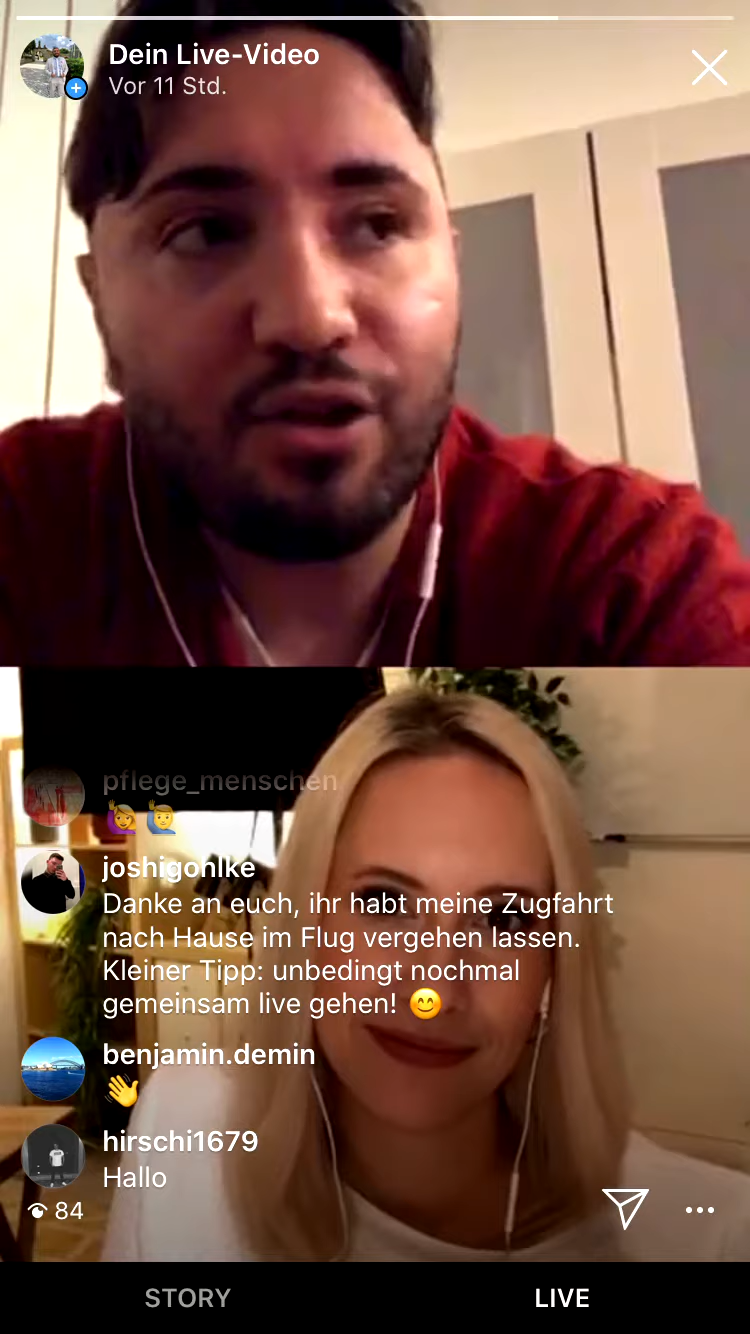 Dein Live-Video
Vor 11 Std.
pflege_menschen
🙋‍♀️🙋‍♂️
joshigohlke
Danke an euch, ihr habt meine Zugfahrt
nach Hause im Flug vergehen lassen.
Kleiner Tipp: unbedingt nochmal
gemeinsam live gehen! 😊
benjamin.demin
👋
hirschi1679
Hallo
84
STORY
LIVE